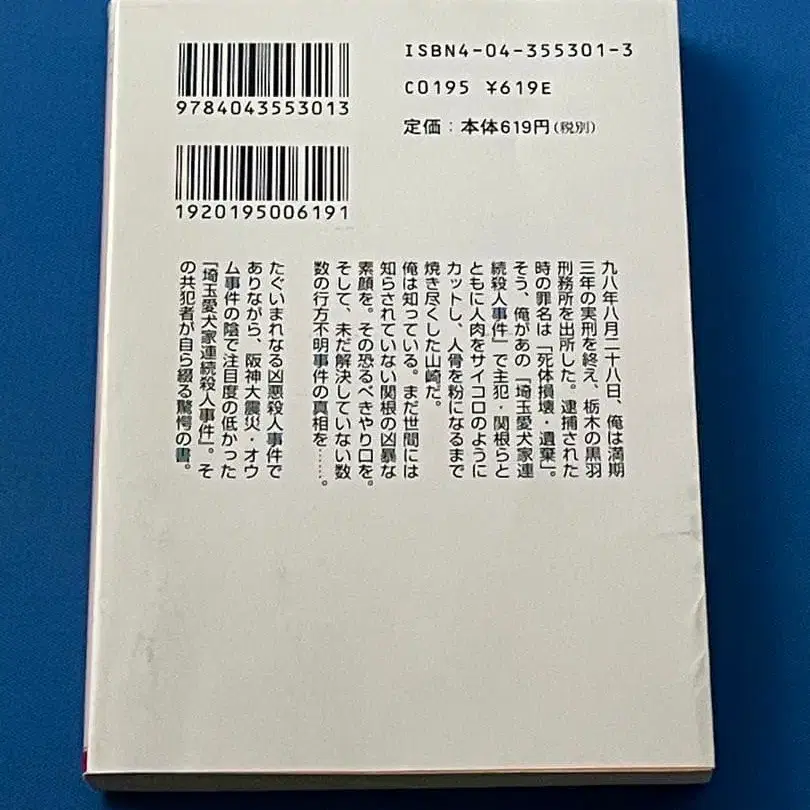 ISBN4-04-355301-3
C0195 ¥619E
定価：本体619円(税別)
9784043553013
1920195006191
九八年八月二十八日、俺は満期
三年の実刑を終え、栃木の黒羽
刑務所を出所した。逮捕された
時の罪名は「死体損壊・遺棄」。
そう、俺があの「埼玉愛犬家連
続殺人事件」で主犯・関根らと
ともに人肉をサイコロのように
カットし、人骨を粉になるまで
焼き尽くした山崎だ。
俺は知っている。まだ世間には
知らされていない関根の凶暴な
素顔を。その恐るべきやり口を。
そして、未だ解決していない数
数の行方不明事件の真相を……。
たぐいまれなる凶悪殺人事件で
ありながら、阪神大震災・オウ
ム事件の陰で注目度の低かった
「埼玉愛犬家連続殺人事件」。そ
の共犯者が自ら綴る驚愕の書。